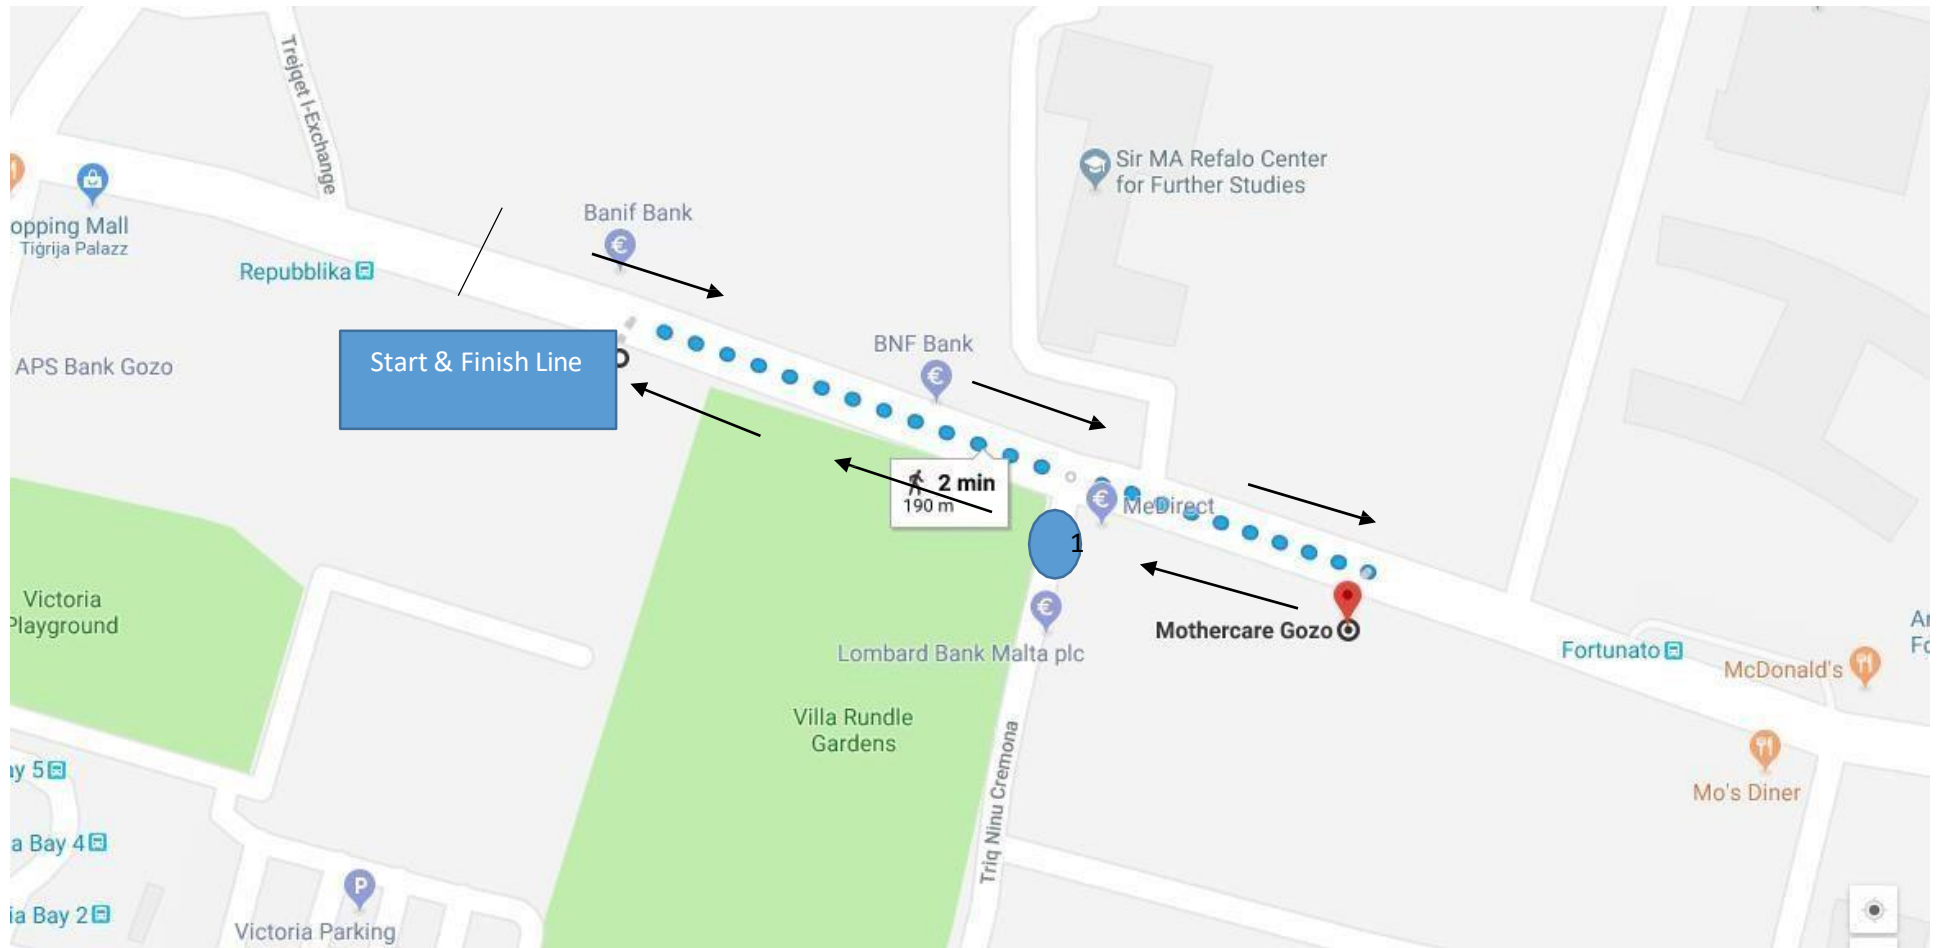 Trejqet l-Exchange
Sir MA Refalo Center
for Further Studies
Banif Bank
opping Mall
Tigrija Palazz
Repubblika
BNF Bank
APS Bank Gozo
Start & Finish Line
2 min
190 m
MeDirect
1
Victoria
Playground
Mothercare Gozo
Lombard Bank Malta plc
Fortunato
McDonald's
Villa Rundle
Gardens
Triq Ninu Cremona
Mo's Diner
ay 5
a Bay 4
P
ia Bay 2
Victoria Parking